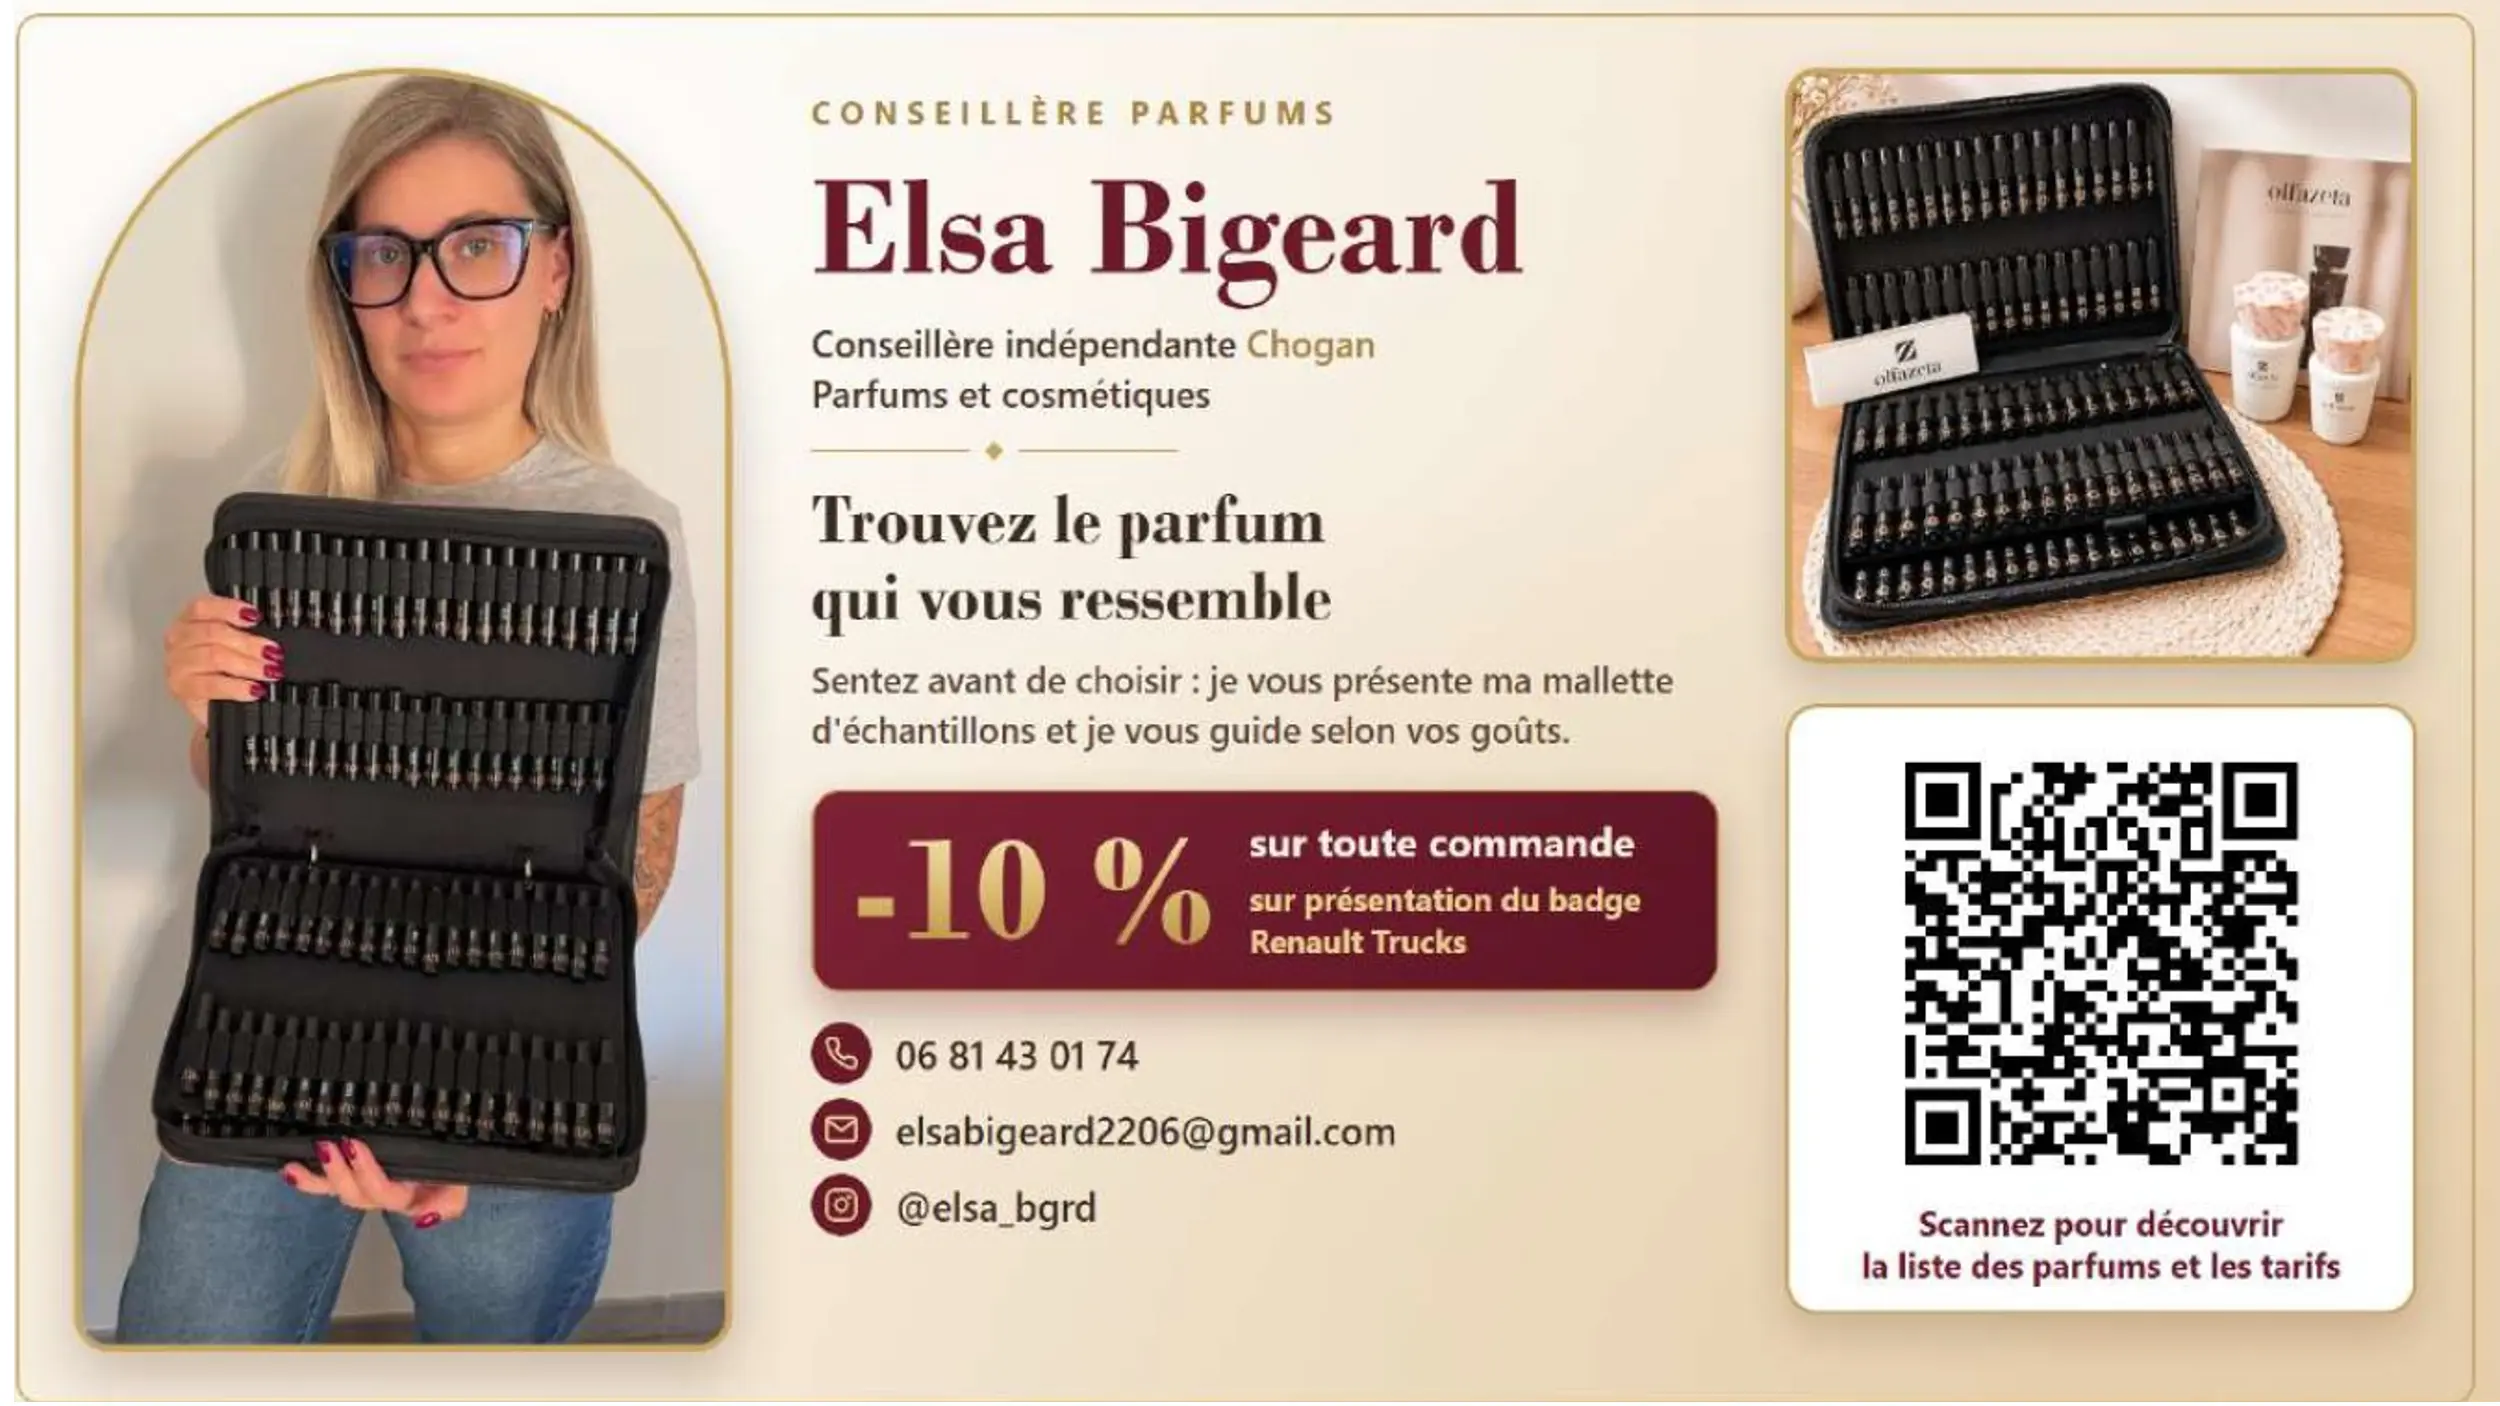 CONSEILLÈRE PARFUMS
Elsa Bigeard
Conseillère indépendante Chogan
Parfums et cosmétiques
Trouvez le parfum
qui vous ressemble
Sentez avant de choisir : je vous présente ma mallette
d'échantillons et je vous guide selon vos goûts.
-10 %
sur toute commande
sur présentation du badge
Renault Trucks
06 81 43 01 74
elsabigeard2206@gmail.com
@elsa_bgrd
olfazeta
olfazeta
Scannez pour découvrir
la liste des parfums et les tarifs